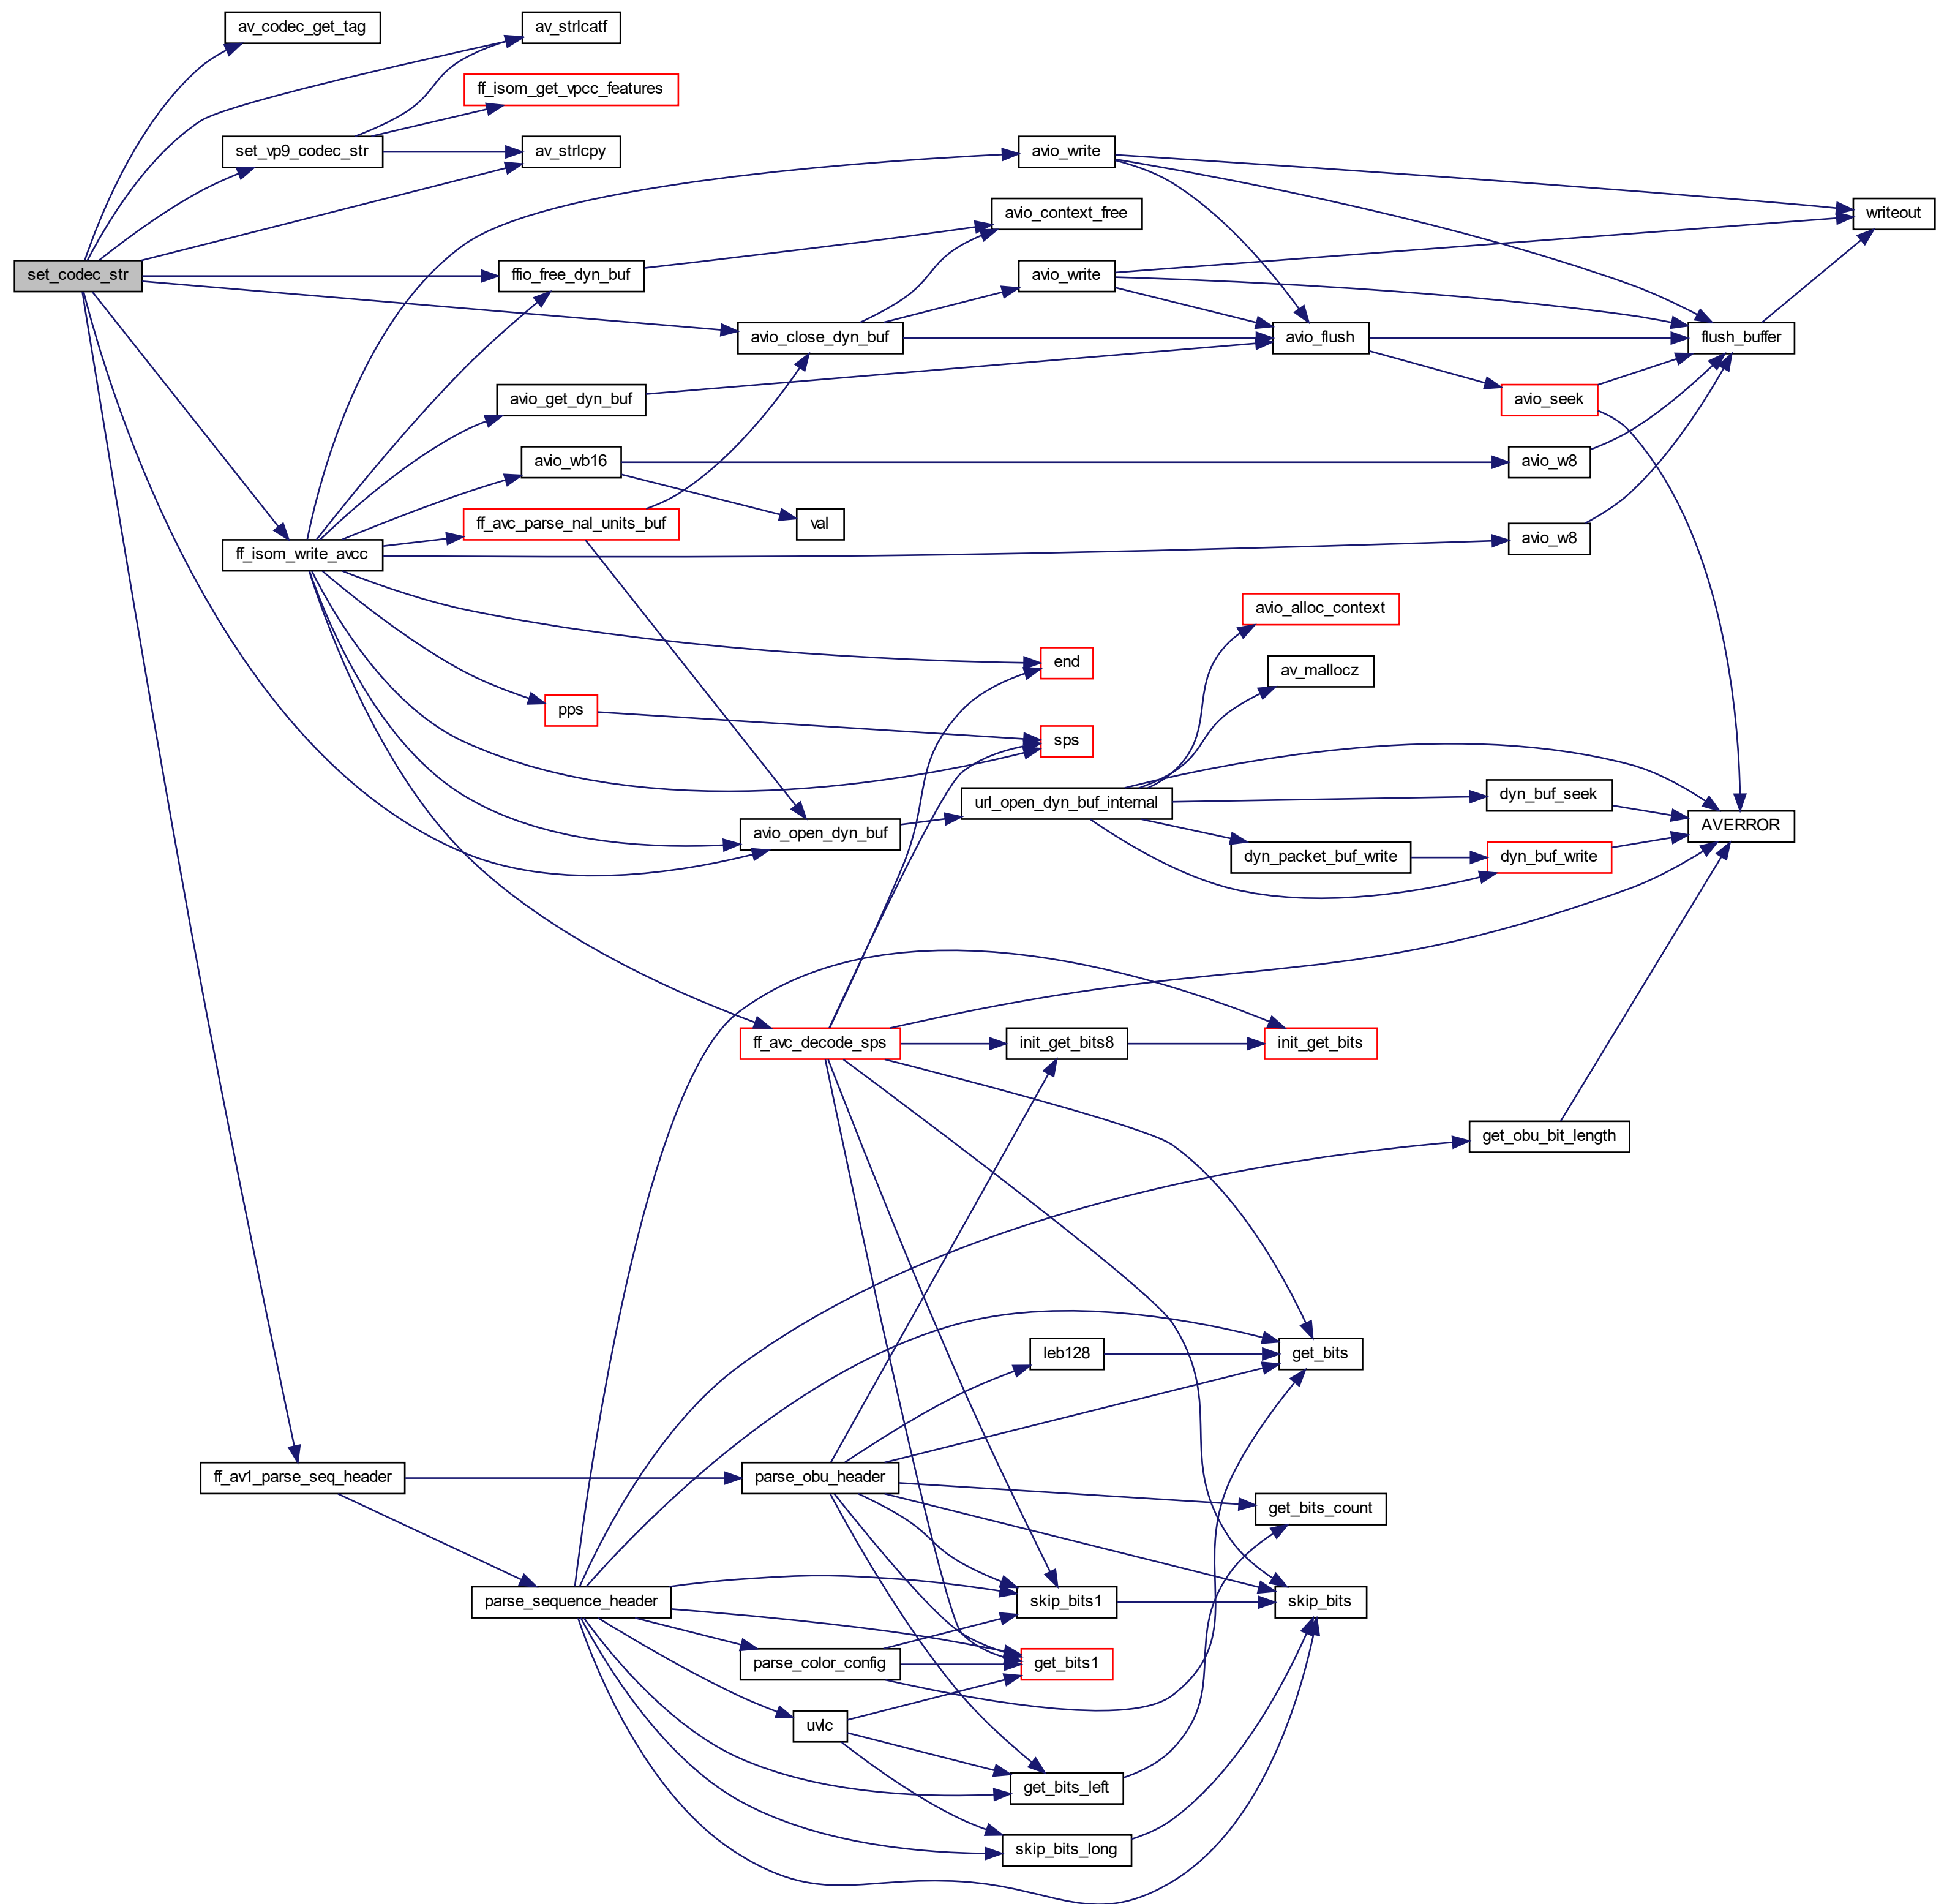 av_codec_get_tag
av_strlcatf
ff_isom_get_vpcc_features
set_vp9_codec_str
av_strlcpy
avio_write
avio_context_free
writeout
set_codec_str
ffio_free_dyn_buf
avio_write
avio_close_dyn_buf
avio_flush
flush_buffer
avio_get_dyn_buf
avio_seek
avio_wb16
avio_w8
ff_avc_parse_nal_units_buf
val
avio_w8
ff_isom_write_avcc
avio_alloc_context
end
av_mallocz
pps
sps
dyn_buf_seek
url_open_dyn_buf_internal
AVERROR
avio_open_dyn_buf
dyn_packet_buf_write
dyn_buf_write
ff_avc_decode_sps
init_get_bits8
init_get_bits
get_obu_bit_length
leb128
get_bits
ff_av1_parse_seq_header
parse_obu_header
get_bits_count
parse_sequence_header
skip_bits1
skip_bits
parse_color_config
get_bits1
uvlc
get_bits_left
skip_bits_long